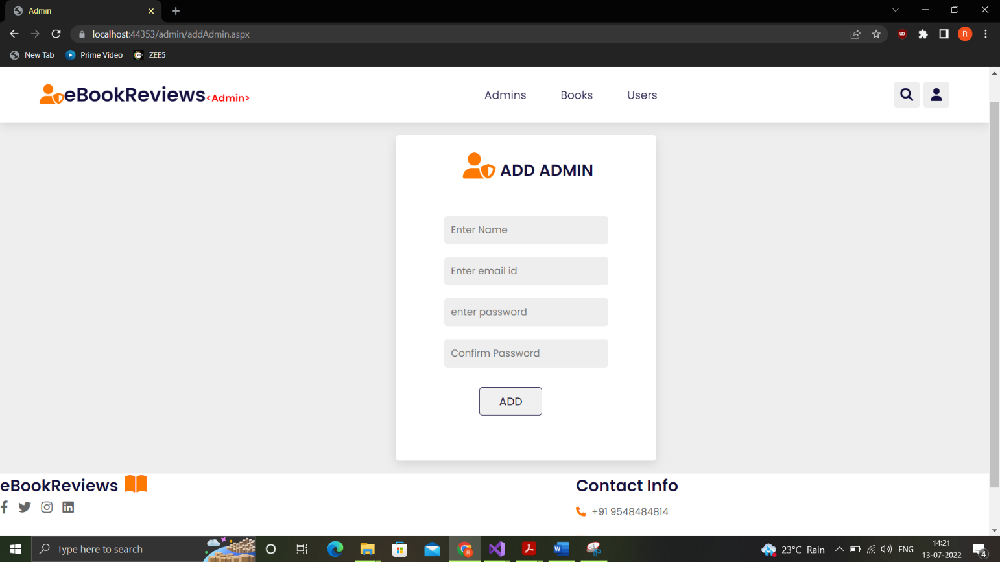 Admin
localhost:44353/admin/addAdmin.aspx
R
New Tab
Prime Video
ZEE5
eBookReviews<Admin>
Admins
Books
Users
ADD ADMIN
Enter Name
Enter email id
enter password
Confirm Password
ADD
eBookReviews
Contact Info
+91 9548484814
Type here to search
23°C Rain
ENG
14:21
13-07-2022
4